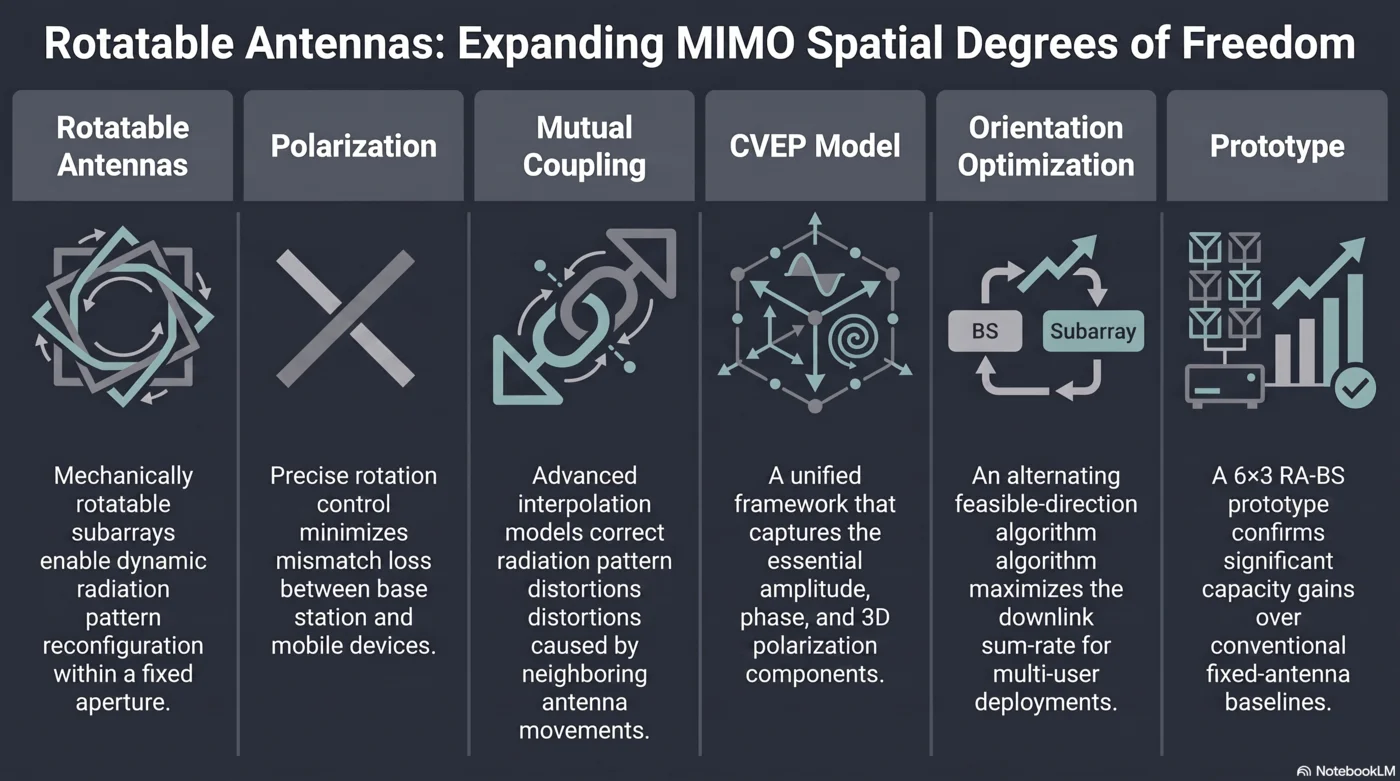 Rotatable Antennas: Expanding MIMO Spatial Degrees of Freedom
Rotatable
Antennas
Mechanically
rotatable
subarrays
enable dynamic
radiation
pattern
reconfiguration
within a fixed
aperture.
Polarization
Precise rotation
control
minimizes
mismatch loss
between base
station and
mobile devices.
Mutual
Coupling
Advanced
interpolation
models correct
radiation pattern
distortions
distortions
caused by
neighboring
antenna
movements.
CVEP Model
A unified
framework that
captures the
essential
amplitude,
phase, and 3D
polarization
components.
Orientation
Optimization
BS
Subarray
An alternating
feasible-direction
algorithm
algorithm
maximizes the
downlink
sum-rate for
multi-user
deployments.
Prototype
A 6×3 RA-BS
prototype
confirms
significant
capacity gains
over
conventional
fixed-antenna
baselines.
NotebookLM